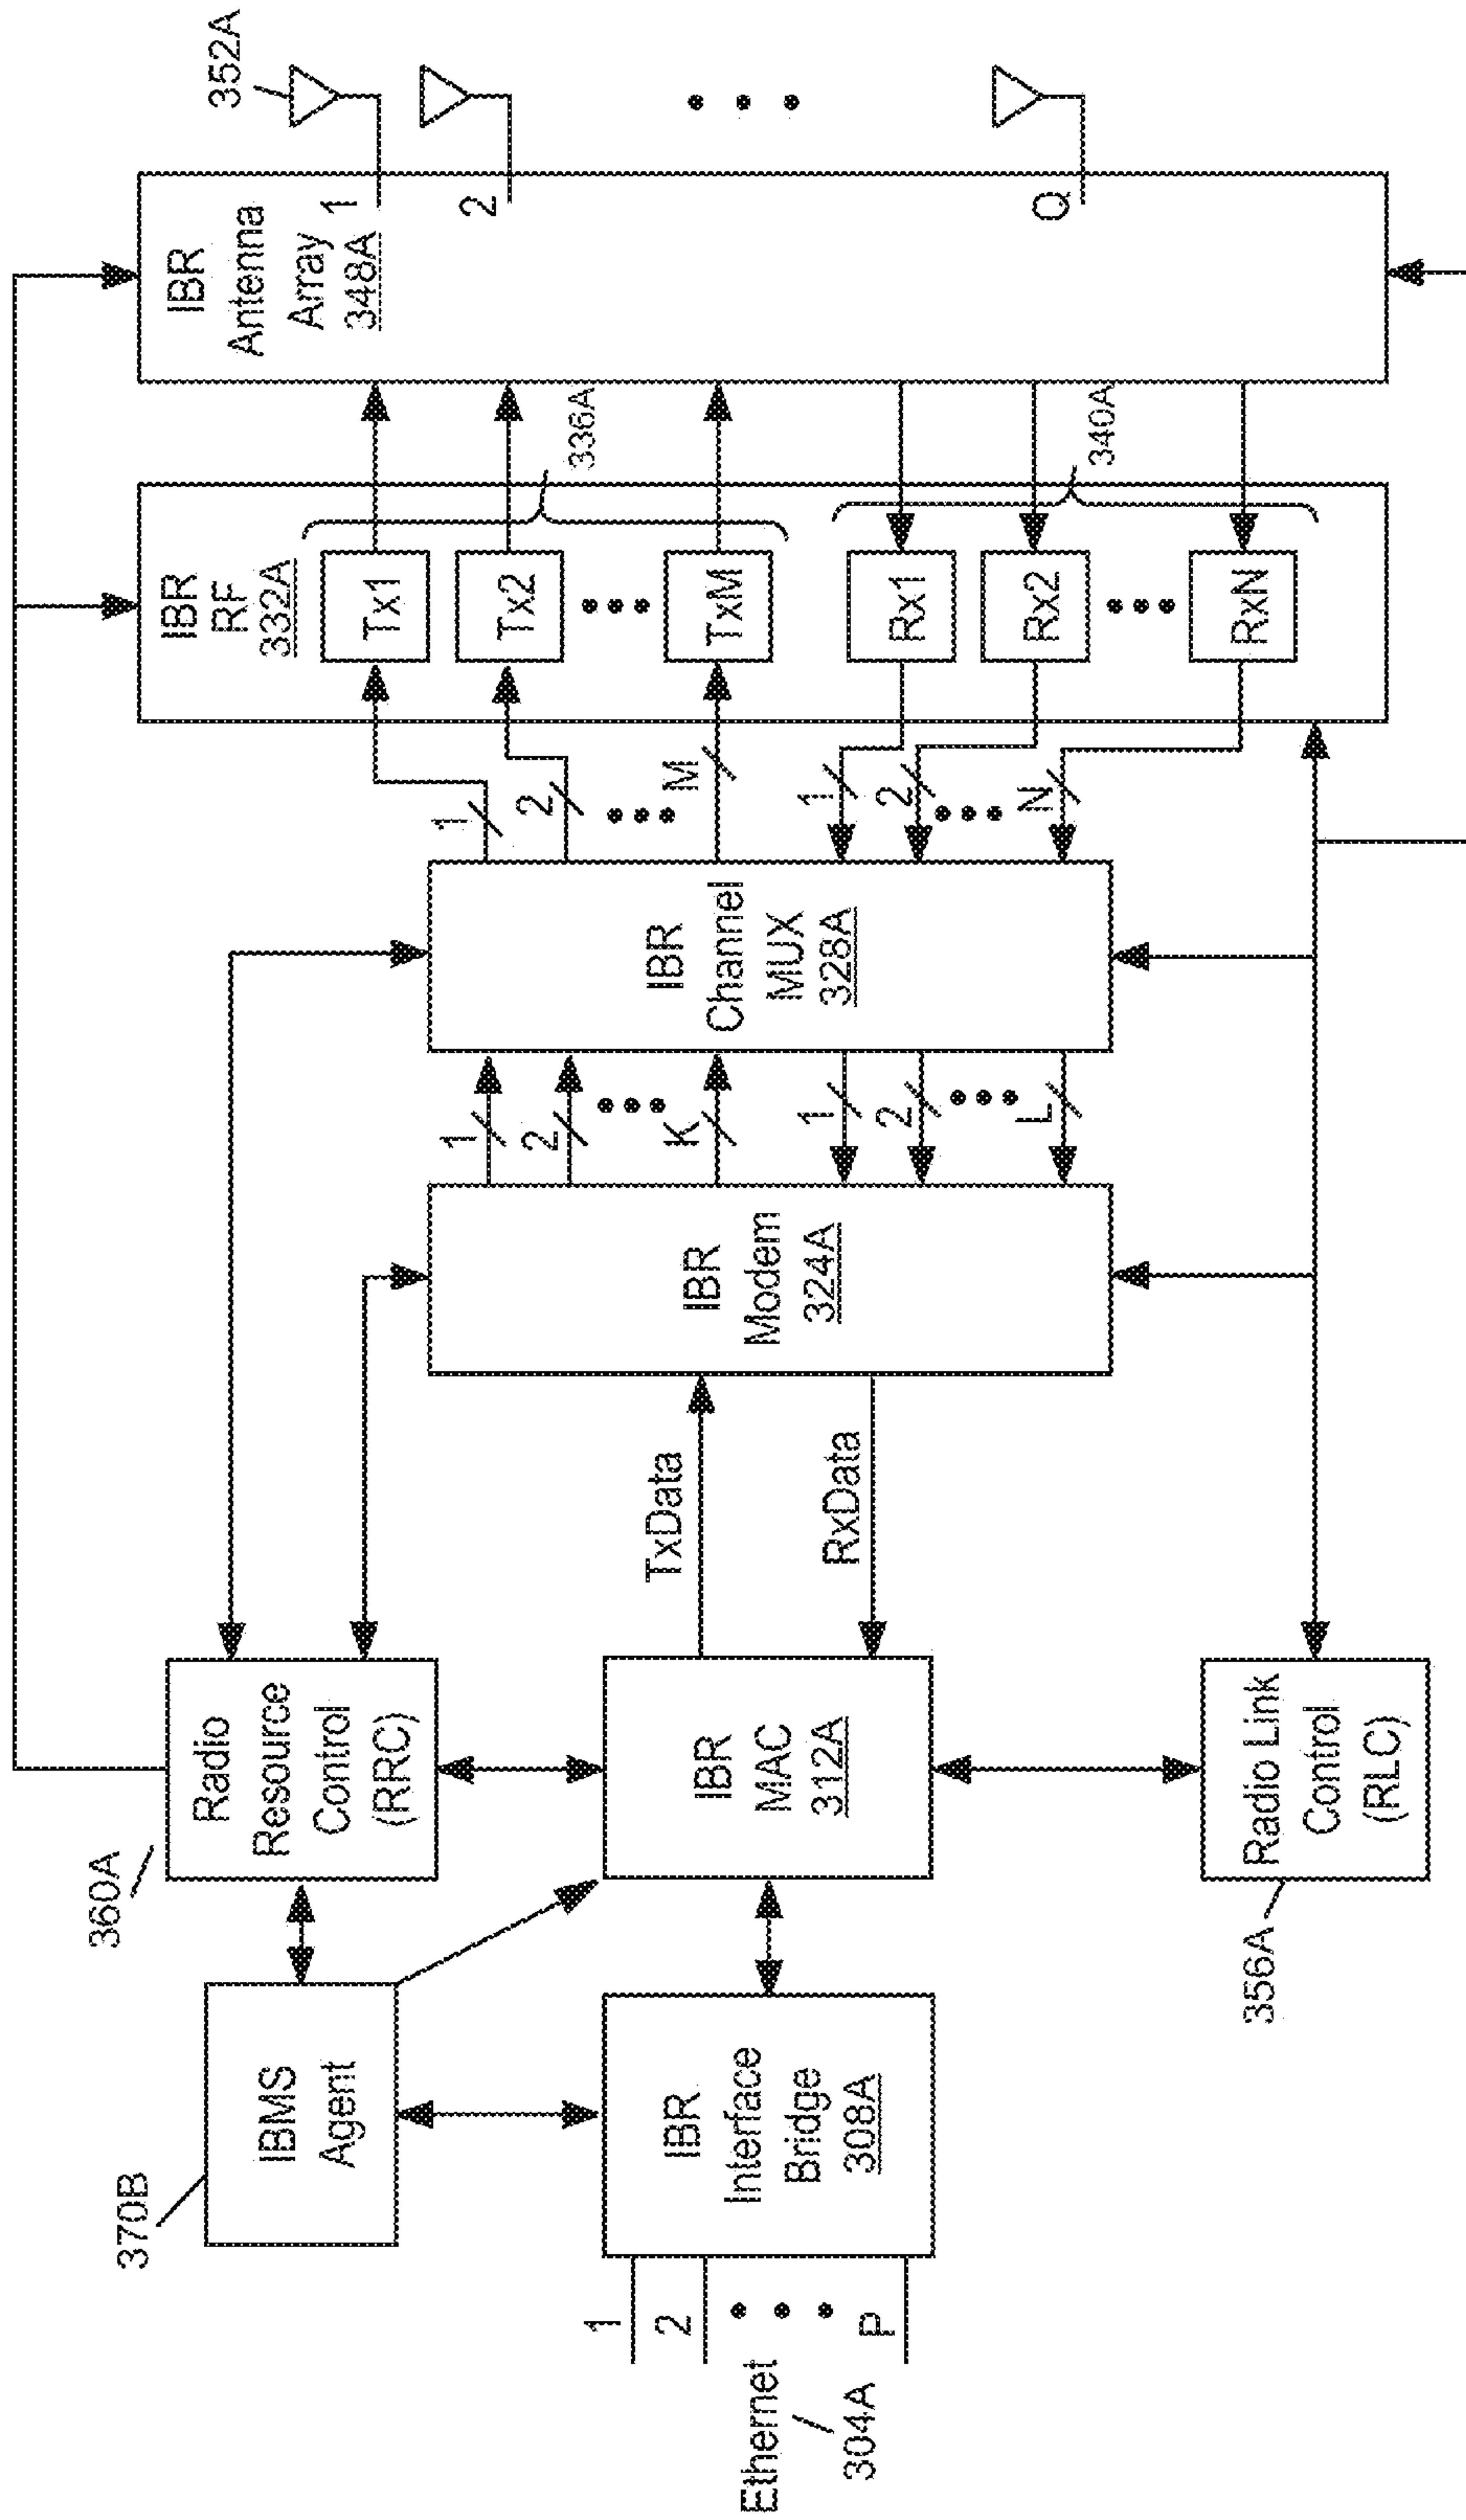 370B
IBMS
Agent
360A
Radio
Resource
Control
(RRC)
Ethernet
304A
1
2
P
IBR
Interface
Bridge
308A
IBR
MAC
312A
356A
Radio Link
Control
(RLC)
TxData
RxData
IBR
Modem
324A
1
2
K
1
2
L
IBR
Channel
MUX
328A
1
2
M
1
2
N
IBR
RF
332A
Tx1
Tx2
TxM
Rx1
Rx2
RxN
336A
340A
IBR
Antenna
Array
348A
1
2
Q
352A